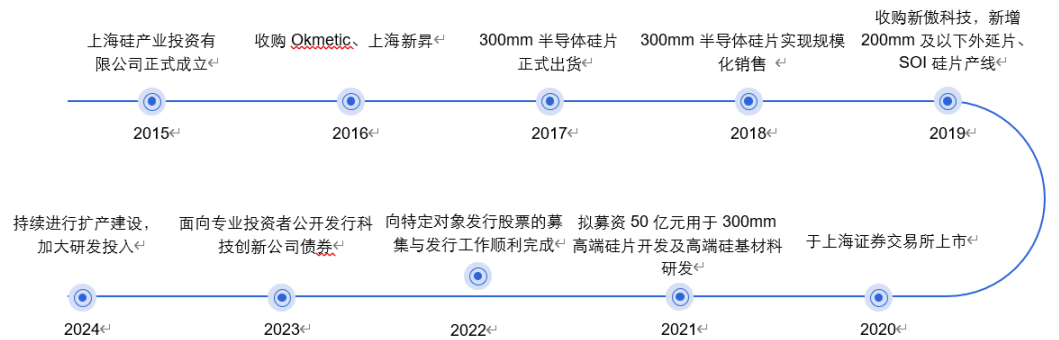 上海硅产业投资有
限公司正式成立
收购 Okmetic、上海新昇
300mm 半导体硅片
正式出货
300mm 半导体硅片实现规模
化销售
收购新傲科技，新增
200mm 及以下外延片、
SOI 硅片产线
2015
2016
2017
2018
2019
持续进行扩产建设，
加大研发投入
面向专业投资者公开发行科
技创新公司债券
向特定对象发行股票的募
集与发行工作顺利完成
拟募资 50 亿元用于 300mm
高端硅片开发及高端硅基材料
研发
于上海证券交易所上市
2024
2023
2022
2021
2020